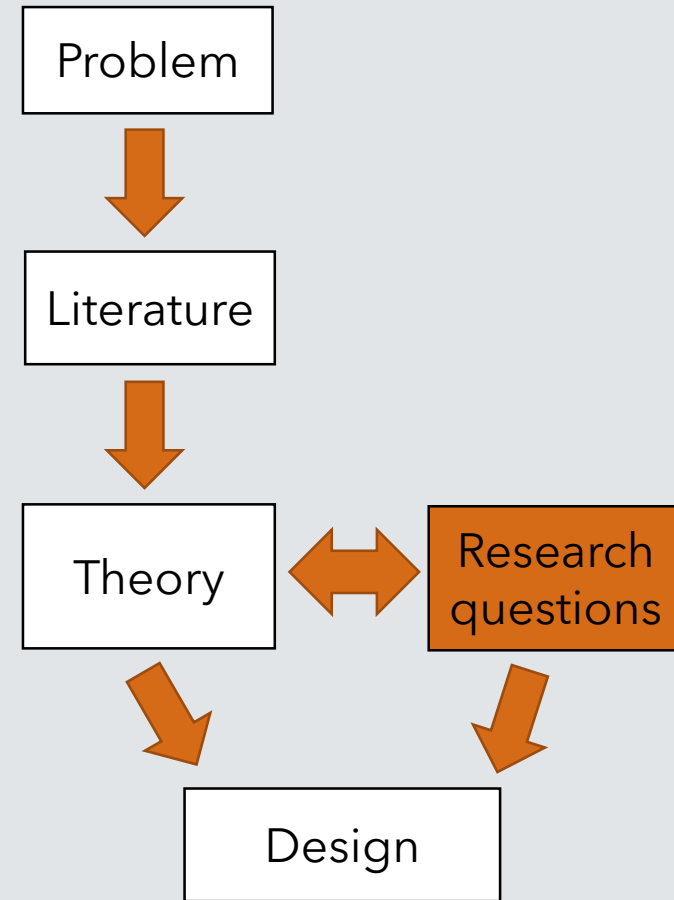 Problem
Literature
Theory
Research
questions
Design